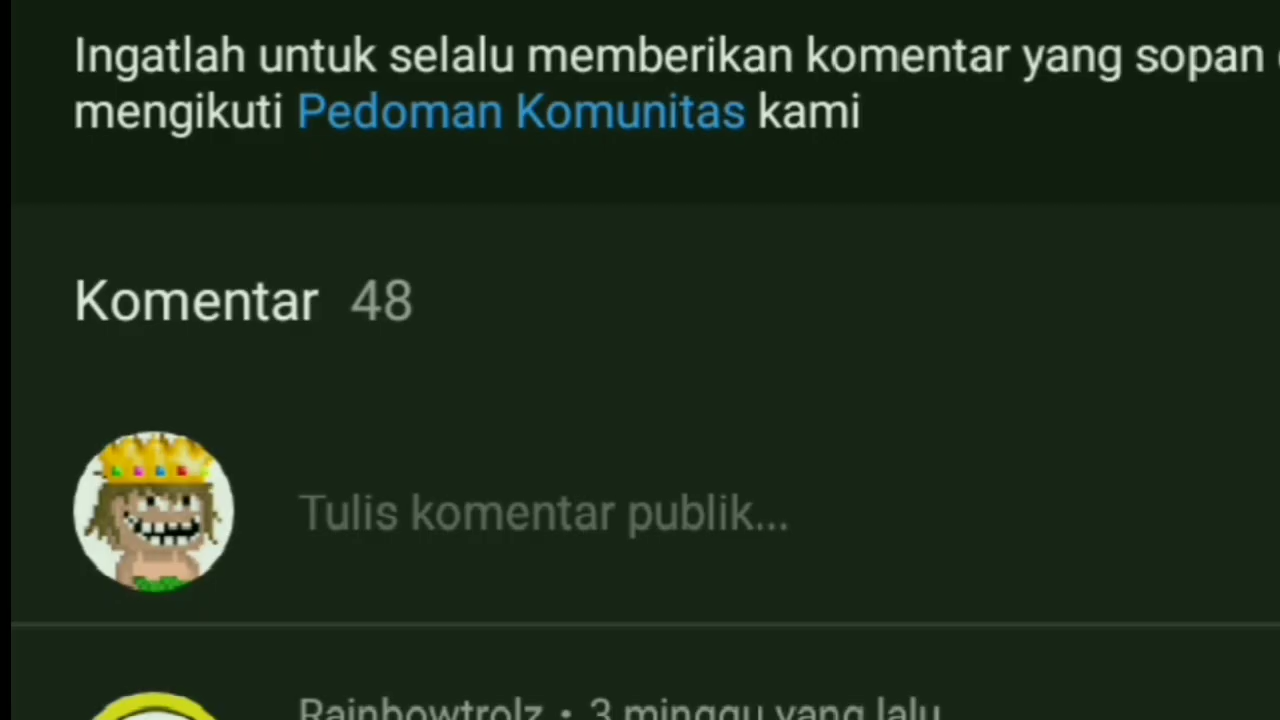 Ingatlah untuk selalu memberikan komentar yang sopan
mengikuti Pedoman Komunitas kami
Komentar 48
Tulis komentar publik...
Rainbowtrolz • 3 minggu yang lalu